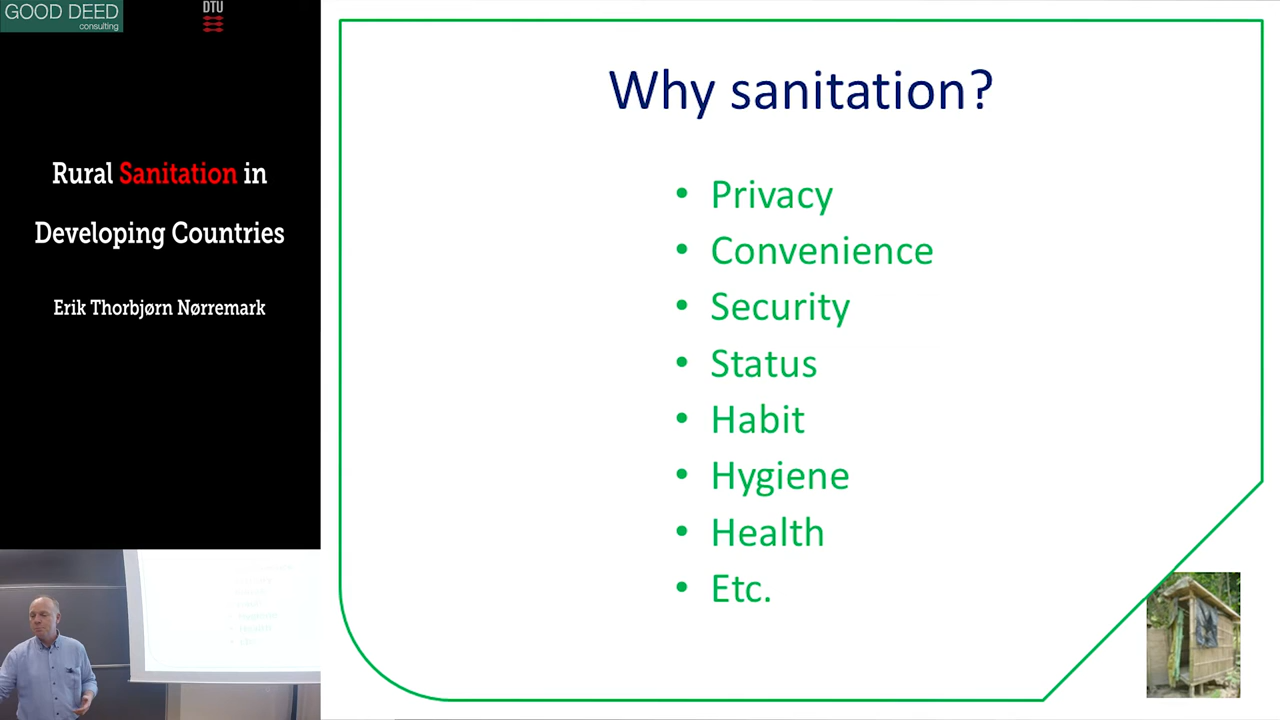 GOOD DEED
consulting
DTU
Rural Sanitation in
Developing Countries
Erik Thorbjørn Nørremark
Why sanitation?
• Privacy
• Convenience
• Security
• Status
• Habit
• Hygiene
• Health
• Etc.